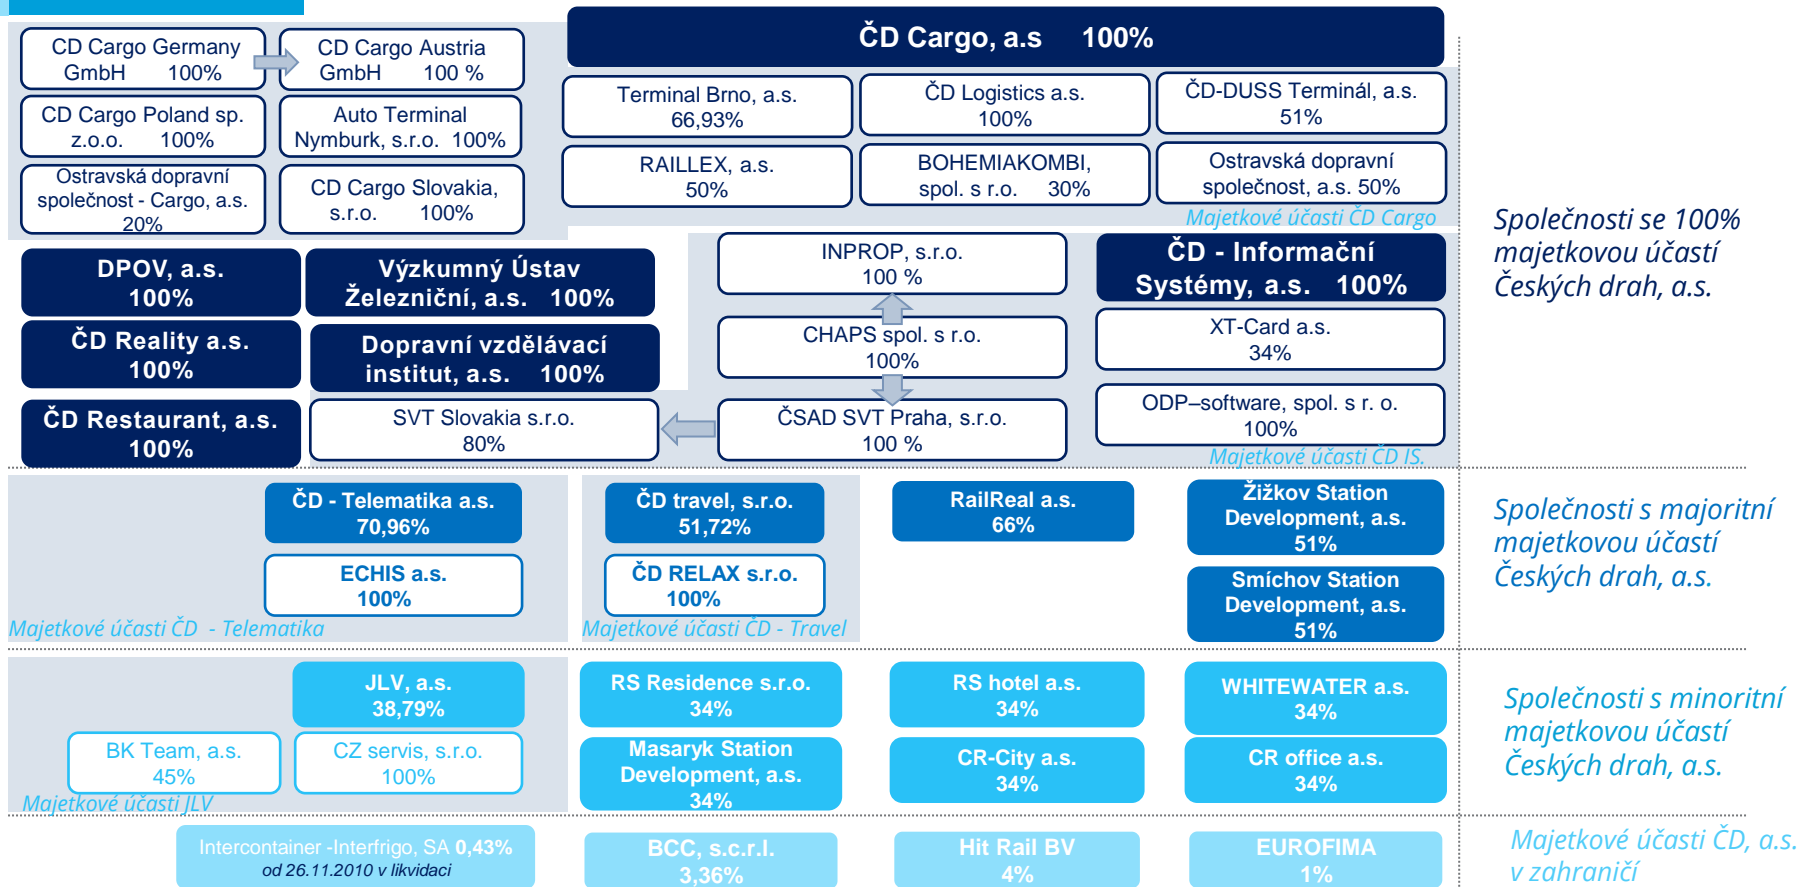 ČD Cargo, a.s 100%
CD Cargo Germany
GmbH 100%
CD Cargo Austria
GmbH 100 %
CD Cargo Poland sp.
z.o.o. 100%
Auto Terminal
Nymburk, s.r.o. 100%
Ostravská dopravní
společnost - Cargo, a.s.
20%
CD Cargo Slovakia,
s.r.o. 100%
Terminal Brno, a.s.
66,93%
ČD Logistics a.s.
100%
ČD-DUSS Terminál, a.s.
51%
RAILLEX, a.s.
50%
BOHEMIAKOMBI,
spol. s r.o. 30%
Ostravská dopravní
společnost, a.s. 50%
Majetkové účasti ČD Cargo
DPOV, a.s.
100%
Výzkumný Ústav
Železniční, a.s. 100%
INPROP, s.r.o.
100 %
ČD - Informační
Systémy, a.s. 100%
ČD Reality a.s.
100%
Dopravní vzdělávací
institut, a.s. 100%
CHAPS spol. s r.o.
100%
XT-Card a.s.
34%
ČD Restaurant, a.s.
100%
SVT Slovakia s.r.o.
80%
ČSAD SVT Praha, s.r.o.
100 %
ODP–software, spol. s r. o.
100%
Majetkové účasti ČD IS.
Společnosti se 100%
majetkovou účastí
Českých drah, a.s.
ČD - Telematika a.s.
70,96%
ECHIS a.s.
100%
Majetkové účasti ČD - Telematika
ČD travel, s.r.o.
51,72%
ČD RELAX s.r.o.
100%
Majetkové účasti ČD - Travel
RailReal a.s.
66%
Žižkov Station
Development, a.s.
51%
Smíchov Station
Development, a.s.
51%
Společnosti s majoritní
majetkovou účastí
Českých drah, a.s.
JLV, a.s.
38,79%
BK Team, a.s.
45%
CZ servis, s.r.o.
100%
Majetkové účasti JLV
RS Residence s.r.o.
34%
RS hotel a.s.
34%
WHITEWATER a.s.
34%
Masaryk Station
Development, a.s.
34%
CR-City a.s.
34%
CR office a.s.
34%
Společnosti s minoritní
majetkovou účastí
Českých drah, a.s.
Intercontainer -Interfrigo, SA 0,43%
od 26.11.2010 v likvidaci
BCC, s.c.r.l.
3,36%
Hit Rail BV
4%
EUROFIMA
1%
Majetkové účasti ČD, a.s.
v zahraničí